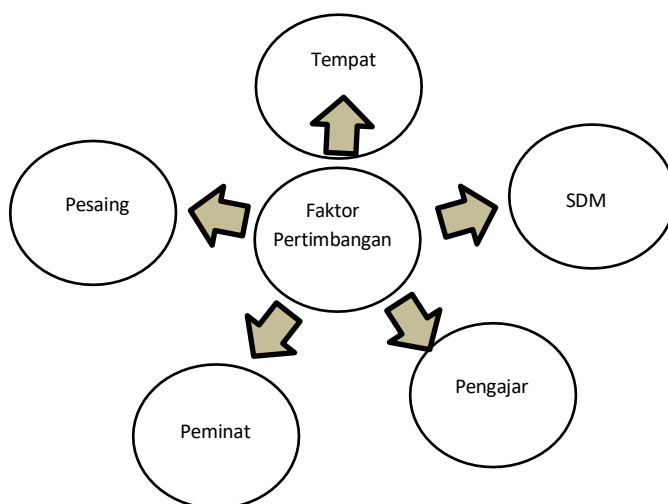 Tempat
Pesaing
Faktor
Pertimbangan
SDM
Peminat
Pengajar